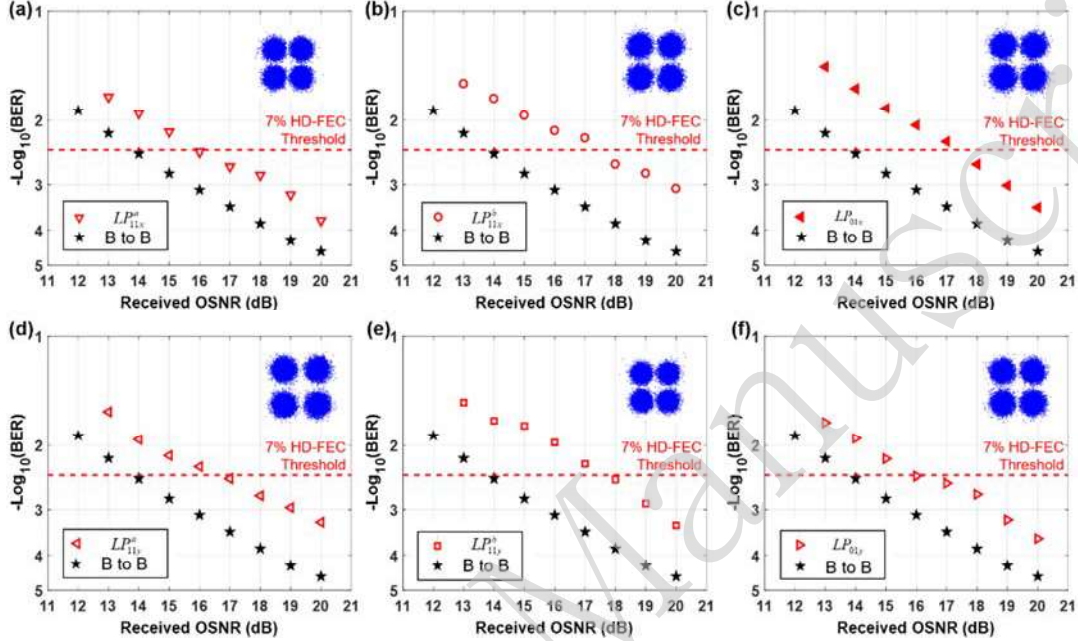 (a)
1
2
3
4
5
-Log10(BER)
7% HD-FEC
Threshold
LP^a_11x
B to B
11 12 13 14 15 16 17 18 19 20 21
Received OSNR (dB)
(b)
1
2
3
4
5
-Log10(BER)
7% HD-FEC
Threshold
LP^b_11x
B to B
11 12 13 14 15 16 17 18 19 20 21
Received OSNR (dB)
(c)
1
2
3
4
5
-Log10(BER)
7% HD-FEC
Threshold
LP_01x
B to B
11 12 13 14 15 16 17 18 19 20 21
Received OSNR (dB)
(d)
1
2
3
4
5
-Log10(BER)
7% HD-FEC
Threshold
LP^a_11y
B to B
11 12 13 14 15 16 17 18 19 20 21
Received OSNR (dB)
(e)
1
2
3
4
5
-Log10(BER)
7% HD-FEC
Threshold
LP^b_11y
B to B
11 12 13 14 15 16 17 18 19 20 21
Received OSNR (dB)
(f)
1
2
3
4
5
-Log10(BER)
7% HD-FEC
Threshold
LP_01y
B to B
11 12 13 14 15 16 17 18 19 20 21
Received OSNR (dB)
Manuscri